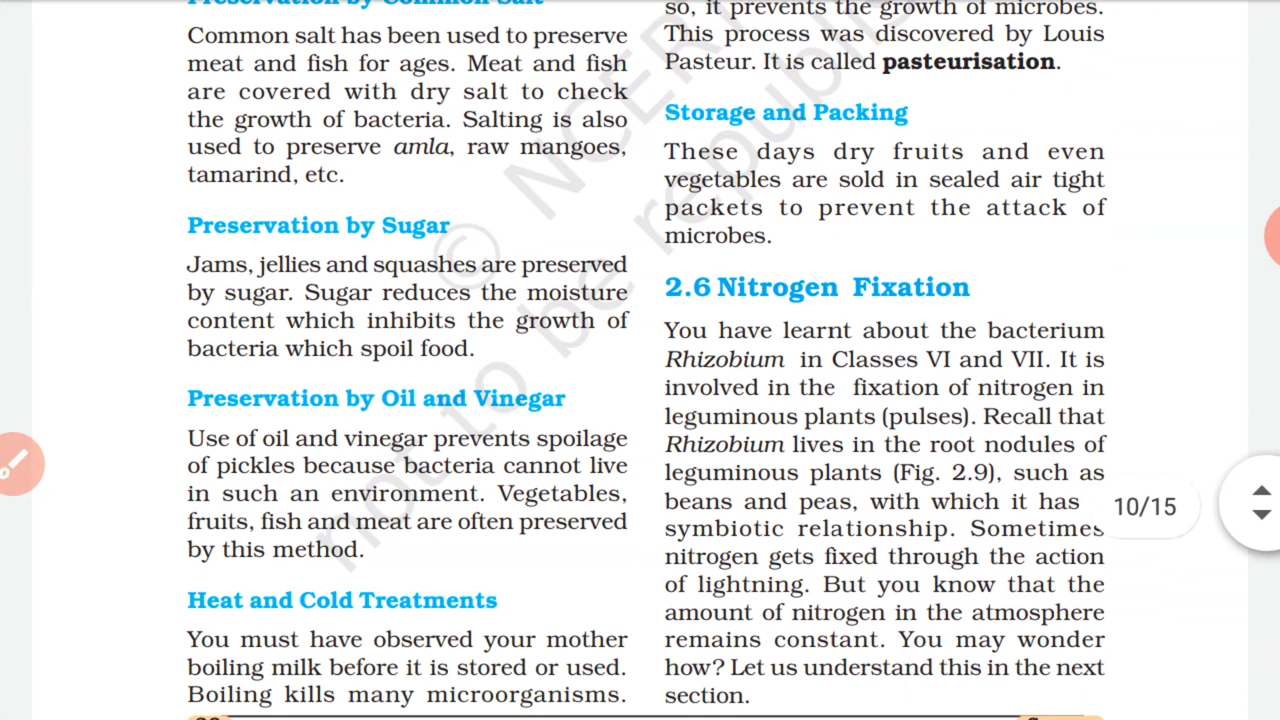 Preservation by Common Salt
Common salt has been used to preserve
meat and fish for ages. Meat and fish
are covered with dry salt to check
the growth of bacteria. Salting is also
used to preserve amla, raw mangoes,
tamarind, etc.
Preservation by Sugar
Jams, jellies and squashes are preserved
by sugar. Sugar reduces the moisture
content which inhibits the growth of
bacteria which spoil food.
Preservation by Oil and Vinegar
Use of oil and vinegar prevents spoilage
of pickles because bacteria cannot live
in such an environment. Vegetables,
fruits, fish and meat are often preserved
by this method.
Heat and Cold Treatments
You must have observed your mother
boiling milk before it is stored or used.
Boiling kills many microorganisms.
so, it prevents the growth of microbes.
This process was discovered by Louis
Pasteur. It is called pasteurisation.
Storage and Packing
These days dry fruits and even
vegetables are sold in sealed air tight
packets to prevent the attack of
microbes.
2.6 Nitrogen Fixation
You have learnt about the bacterium
Rhizobium in Classes VI and VII. It is
involved in the fixation of nitrogen in
leguminous plants (pulses). Recall that
Rhizobium lives in the root nodules of
leguminous plants (Fig. 2.9), such as
beans and peas, with which it has
symbiotic relationship. Sometimes
nitrogen gets fixed through the action
of lightning. But you know that the
amount of nitrogen in the atmosphere
remains constant. You may wonder
how? Let us understand this in the next
section.
10/15
© NCERT
not to be republis